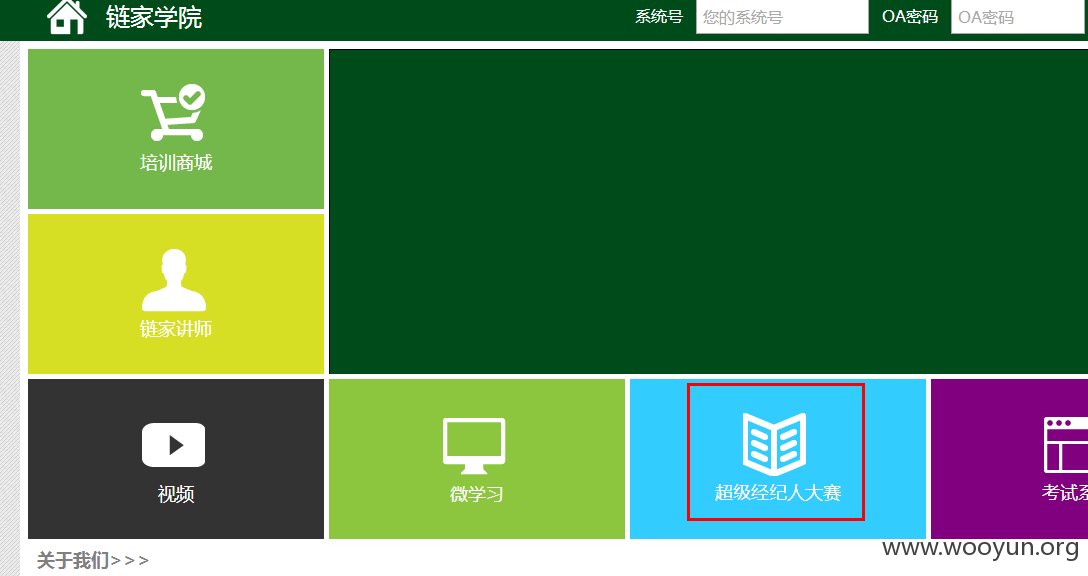 链家学院
系统号 您的系统号 OA密码 OA密码
培训商城
链家讲师
视频
微学习
超级经纪人大赛
考试系
关于我们>>>
www.wooyun.org